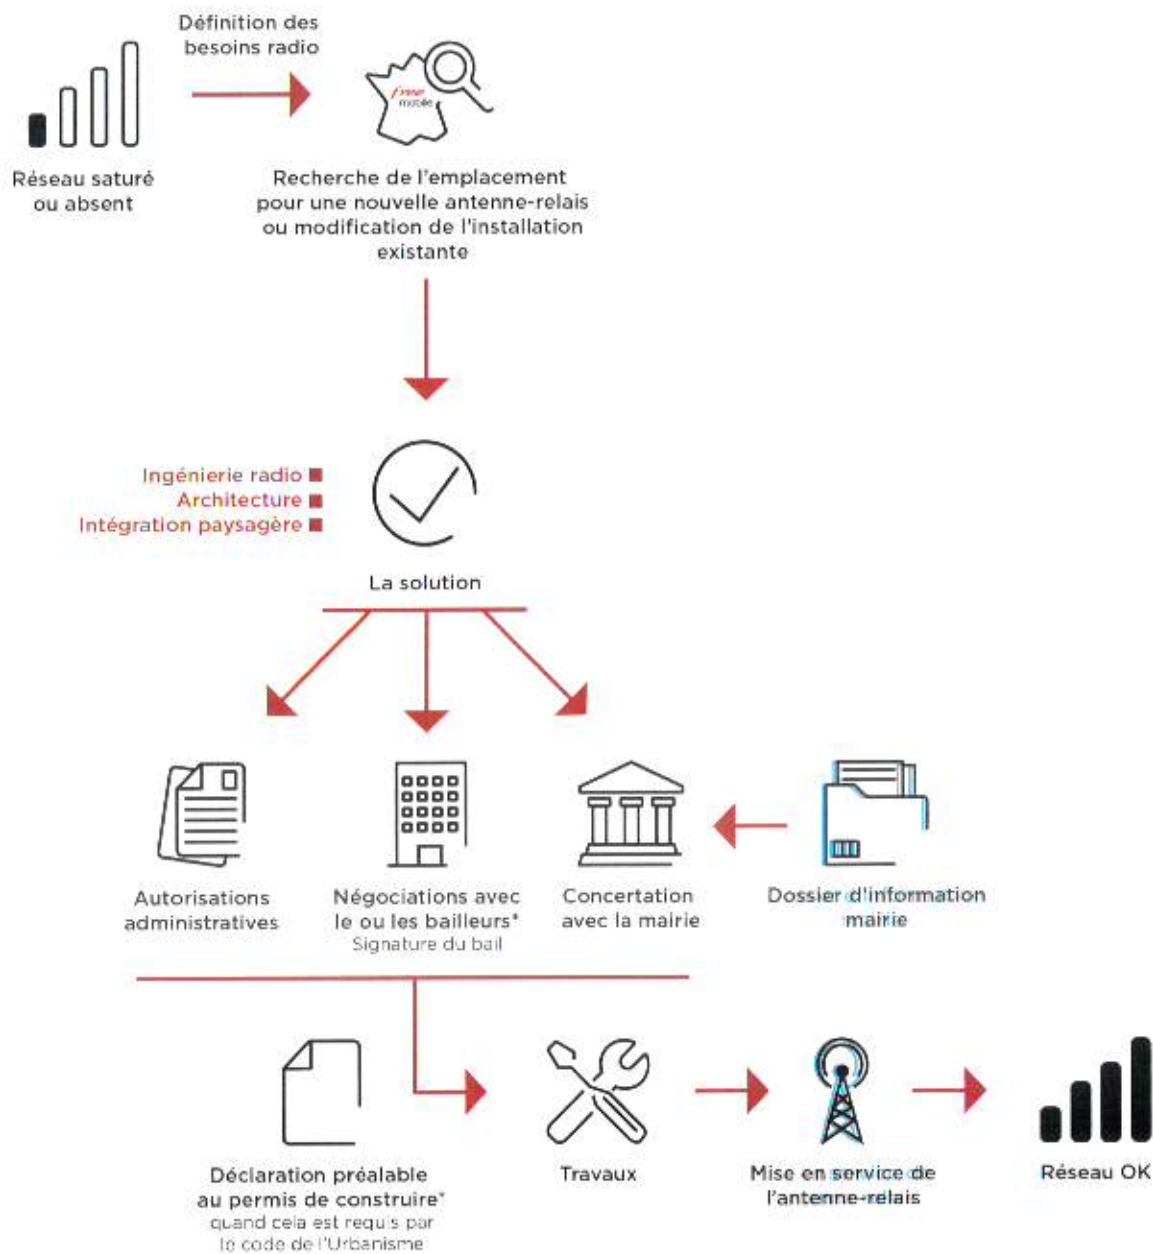 Définition des
besoins radio
free
mobile
Réseau saturé
ou absent
Recherche de l'emplacement
pour une nouvelle antenne-relais
ou modification de l'installation
existante
Ingénierie radio
Architecture
Intégration paysagère
La solution
Autorisations
administratives
Négociations avec
le ou les bailleurs*
Signature du bail
Concertation
avec la mairie
Dossier d'information
mairie
Déclaration préalable
au permis de construire*
quand cela est requis par
le code de l'Urbanisme
Travaux
Mise en service de
l'antenne-relais
Réseau OK